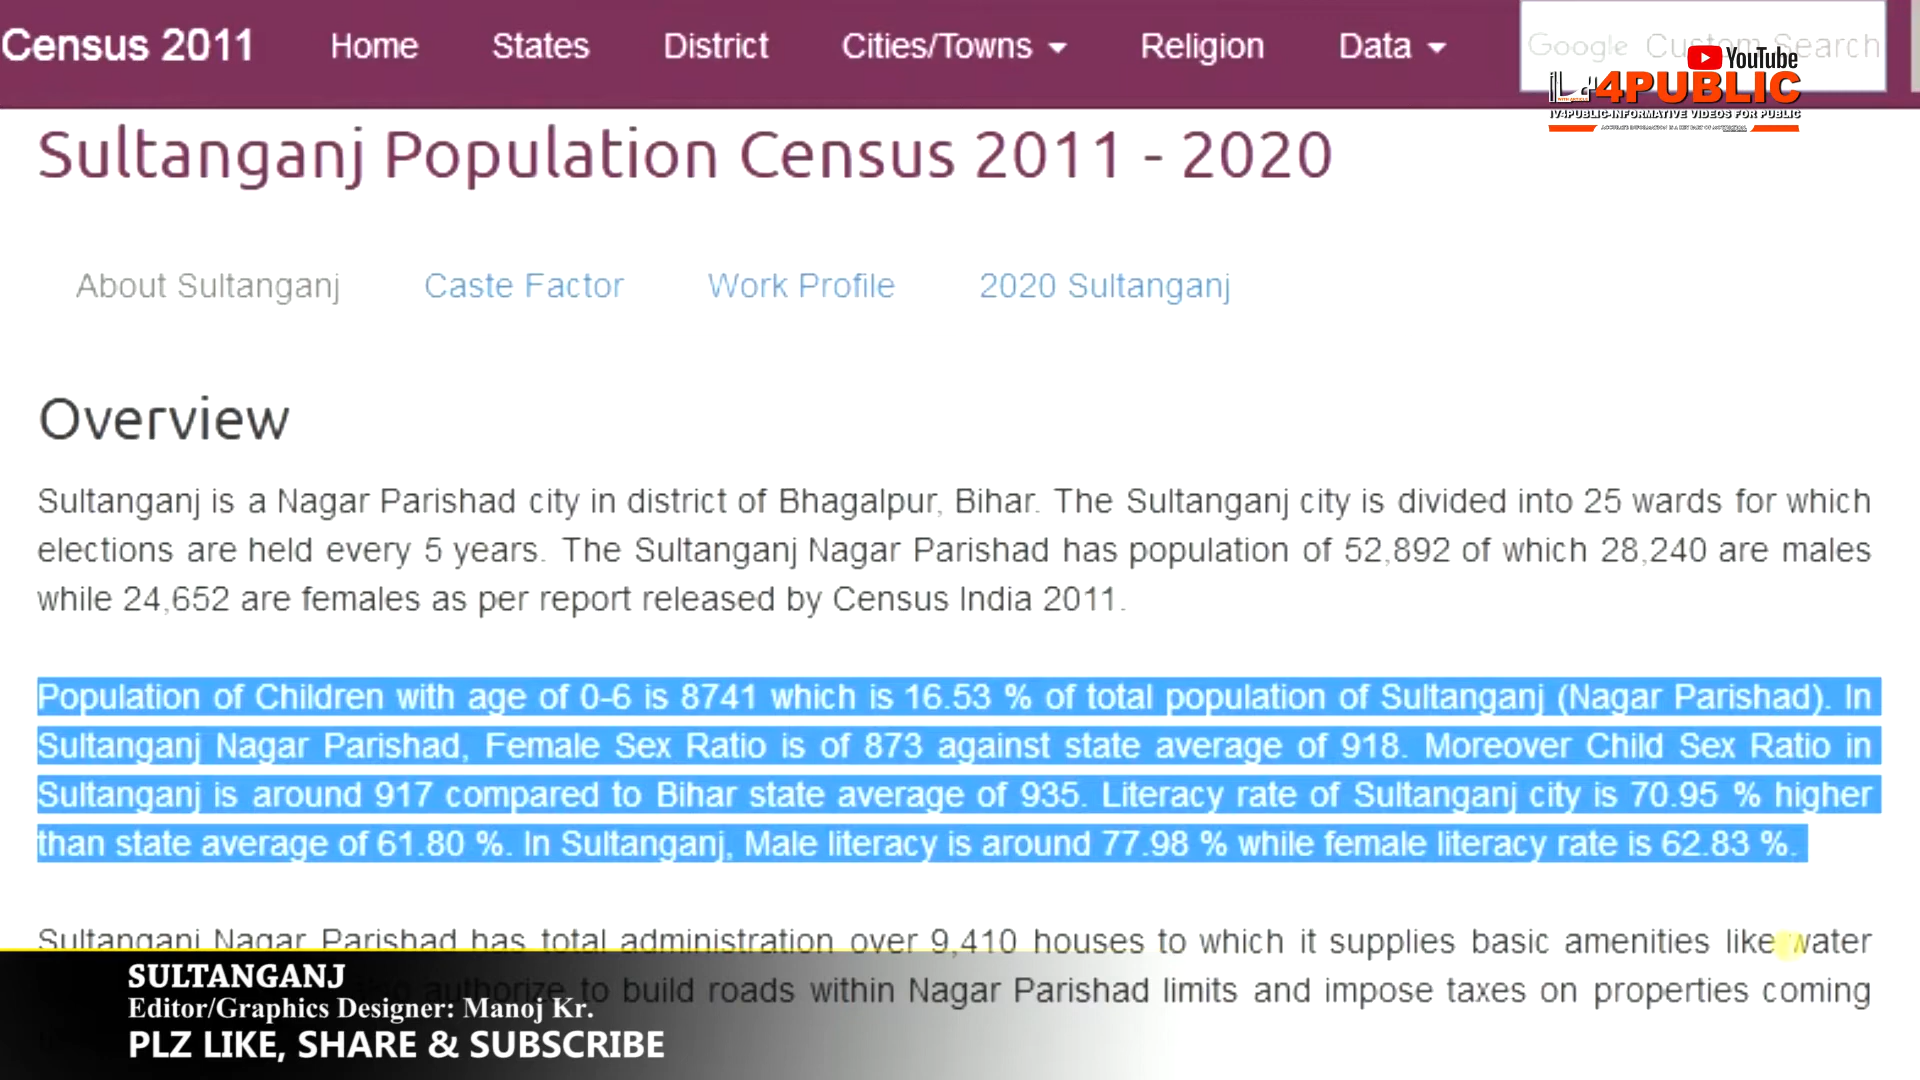 Census 2011 Home States District Cities/Towns Religion Data Google Custom Search
YouTube
4PUBLIC
IV4PUBLIC-INFORMATIVE VIDEOS FOR PUBLIC
Sultanganj Population Census 2011 - 2020
About Sultanganj Caste Factor Work Profile 2020 Sultanganj
Overview
Sultanganj is a Nagar Parishad city in district of Bhagalpur, Bihar. The Sultanganj city is divided into 25 wards for which
elections are held every 5 years. The Sultanganj Nagar Parishad has population of 52,892 of which 28,240 are males
while 24,652 are females as per report released by Census India 2011.
Population of Children with age of 0-6 is 8741 which is 16.53 % of total population of Sultanganj (Nagar Parishad). In
Sultanganj Nagar Parishad, Female Sex Ratio is of 873 against state average of 918. Moreover Child Sex Ratio in
Sultanganj is around 917 compared to Bihar state average of 935. Literacy rate of Sultanganj city is 70.95 % higher
than state average of 61.80 %. In Sultanganj, Male literacy is around 77.98 % while female literacy rate is 62.83 %.
Sultanganj Nagar Parishad has total administration over 9,410 houses to which it supplies basic amenities like water
authorize to build roads within Nagar Parishad limits and impose taxes on properties coming
SULTANGANJ
Editor/Graphics Designer: Manoj Kr.
PLZ LIKE, SHARE & SUBSCRIBE